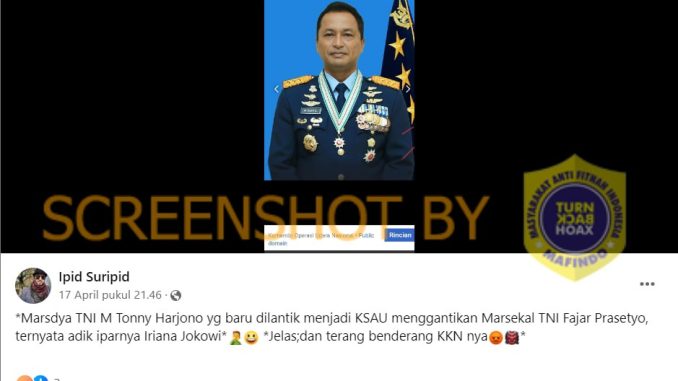 SCREENSHOT BY
MASYARAKAT ANTI FITNAH INDONESIA
TURN
BACK
HOAX
MAFINDO
Komando Operasi Udara Nasional - Public
domain
Rincian
Ipid Suripid
17 April pukul 21.46 ·
*Marsdya TNI M Tonny Harjono yg baru dilantik menjadi KSAU menggantikan Marsekal TNI Fajar Prasetyo,
ternyata adik iparnya Iriana Jokowi*🤦‍♂️😀 *Jelas;dan terang benderang KKN nya😡👹*